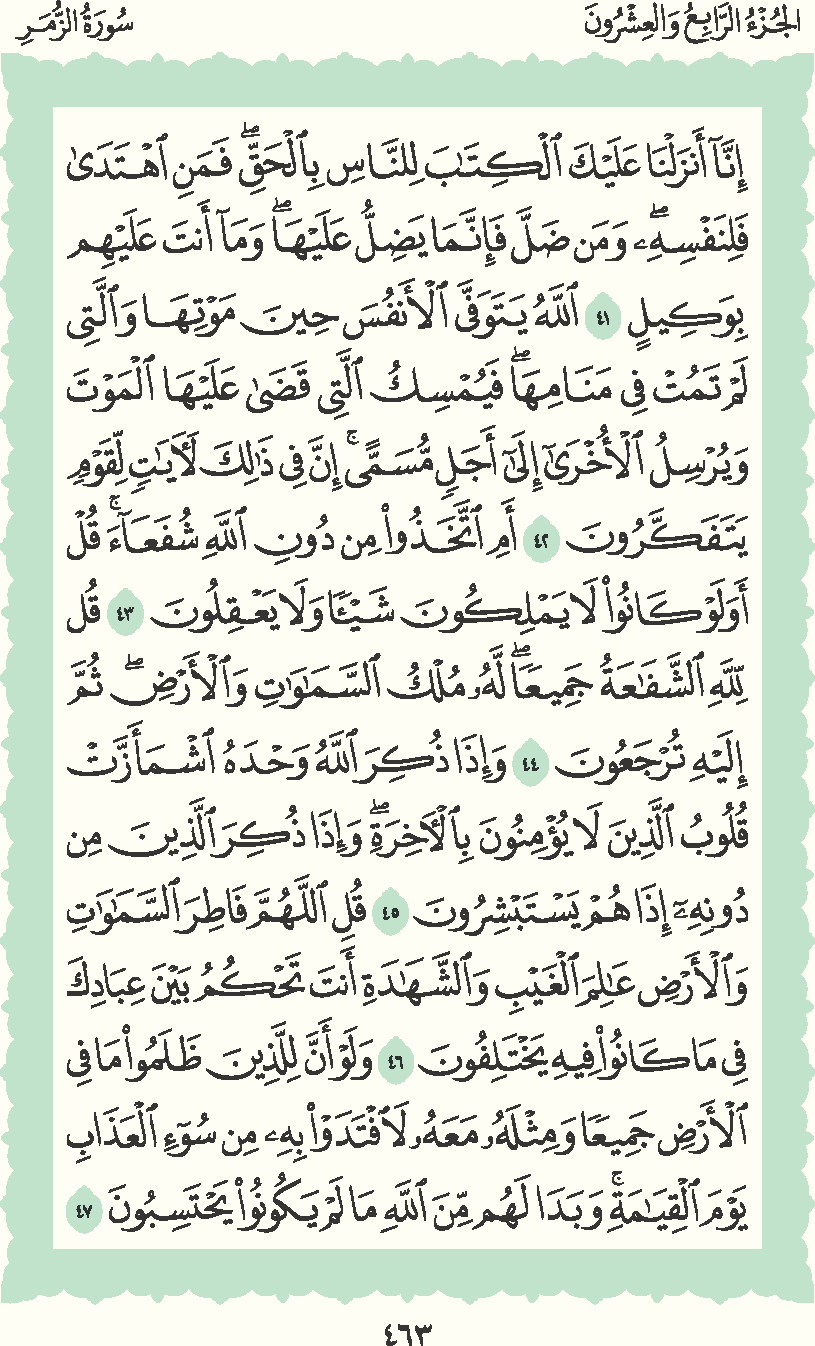 الجُزْءُ الرَّابِعُ وَالْعِشْرُونَ
سُورَةُ الزُّمَرِ
إِنَّآ أَنزَلْنَا عَلَيْكَ ٱلْكِتَٰبَ لِلنَّاسِ بِٱلْحَقِّ ۖ فَمَنِ ٱهْتَدَىٰ
فَلِنَفْسِهِۦ ۖ وَمَن ضَلَّ فَإِنَّمَا يَضِلُّ عَلَيْهَا ۖ وَمَآ أَنتَ عَلَيْهِم
بِوَكِيلٍ ٤١ ٱللَّهُ يَتَوَفَّى ٱلْأَنفُسَ حِينَ مَوْتِهَا وَٱلَّتِى
لَمْ تَمُتْ فِى مَنَامِهَا ۖ فَيُمْسِكُ ٱلَّتِى قَضَىٰ عَلَيْهَا ٱلْمَوْتَ
وَيُرْسِلُ ٱلْأُخْرَىٰٓ إِلَىٰٓ أَجَلٍ مُّسَمًّى ۚ إِنَّ فِى ذَٰلِكَ لَـَٔايَٰتٍ لِّقَوْمٍ
يَتَفَكَّرُونَ ٤٢ أَمِ ٱتَّخَذُوا۟ مِن دُونِ ٱللَّهِ شُفَعَآءَ ۚ قُلْ
أَوَلَوْ كَانُوا۟ لَا يَمْلِكُونَ شَيْـًٔا وَلَا يَعْقِلُونَ ٤٣ قُل
لِّلَّهِ ٱلشَّفَٰعَةُ جَمِيعًا ۖ لَّهُۥ مُلْكُ ٱلسَّمَٰوَٰتِ وَٱلْأَرْضِ ۖ ثُمَّ
إِلَيْهِ تُرْجَعُونَ ٤٤ وَإِذَا ذُكِرَ ٱللَّهُ وَحْدَهُ ٱشْمَأَزَّتْ
قُلُوبُ ٱلَّذِينَ لَا يُؤْمِنُونَ بِٱلْـَٔاخِرَةِ ۖ وَإِذَا ذُكِرَ ٱلَّذِينَ مِن
دُونِهِۦٓ إِذَا هُمْ يَسْتَبْشِرُونَ ٤٥ قُلِ ٱللَّهُمَّ فَاطِرَ ٱلسَّمَٰوَٰتِ
وَٱلْأَرْضِ عَٰلِمَ ٱلْغَيْبِ وَٱلشَّهَٰدَةِ أَنتَ تَحْكُمُ بَيْنَ عِبَادِكَ
فِى مَا كَانُوا۟ فِيهِ يَخْتَلِفُونَ ٤٦ وَلَوْ أَنَّ لِلَّذِينَ ظَلَمُوا۟ مَا فِى
ٱلْأَرْضِ جَمِيعًا وَمِثْلَهُۥ مَعَهُۥ لَٱفْتَدَوْا۟ بِهِۦ مِن سُوٓءِ ٱلْعَذَابِ
يَوْمَ ٱلْقِيَٰمَةِ ۚ وَبَدَا لَهُم مِّنَ ٱللَّهِ مَا لَمْ يَكُونُوا۟ يَحْتَسِبُونَ ٤٧
٤٦٣